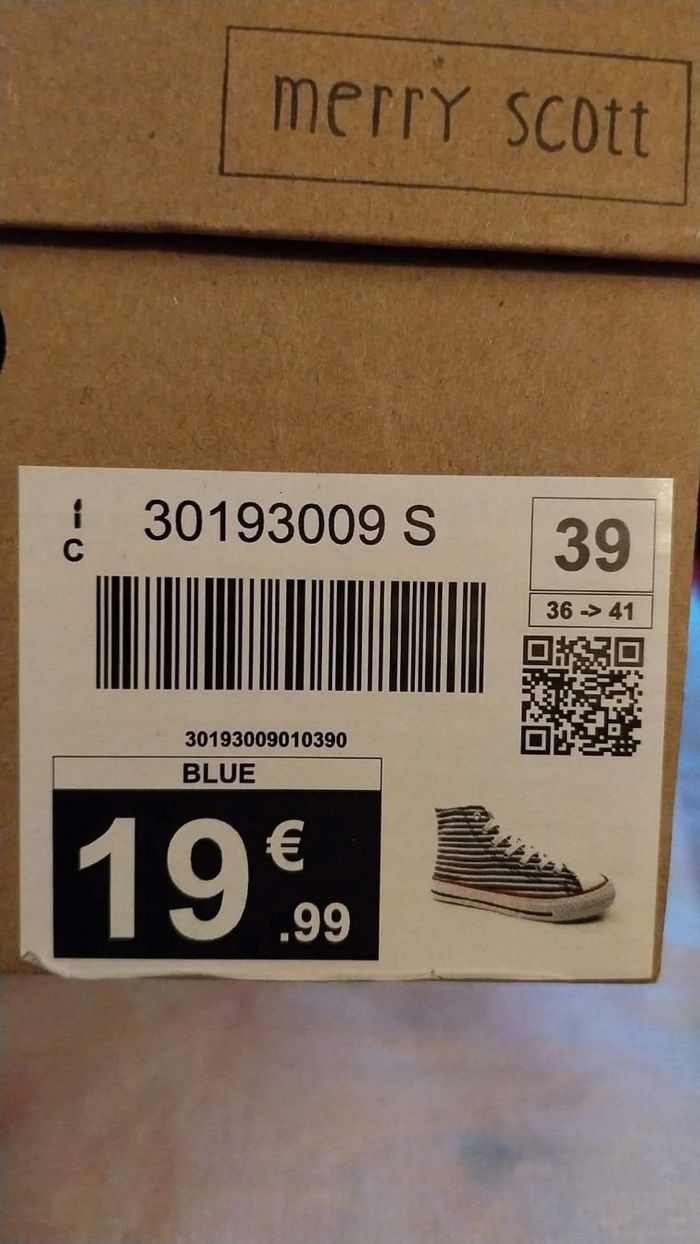 merry scott
30193009 S
C
39
36 -> 41
30193009010390
BLUE
19 €
.99